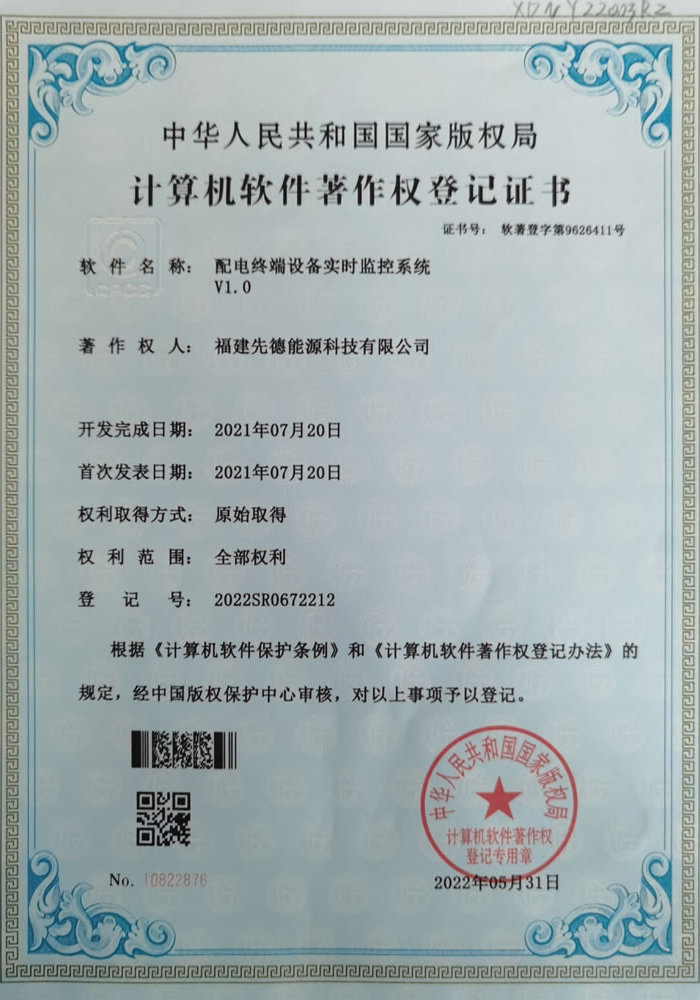 中华人民共和国国家版权局
计算机软件著作权登记证书
证书号： 软著登字第9626411号
软件名称： 配电终端设备实时监控系统
V1.0
著作权人： 福建先德能源科技有限公司
开发完成日期： 2021年07月20日
首次发表日期： 2021年07月20日
权利取得方式： 原始取得
权利范围： 全部权利
登记号： 2022SR0672212
根据《计算机软件保护条例》和《计算机软件著作权登记办法》的
规定，经中国版权保护中心审核，对以上事项予以登记。
中华人民共和国国家版权局
计算机软件著作权
登记专用章
No. 10822876
2022年05月31日